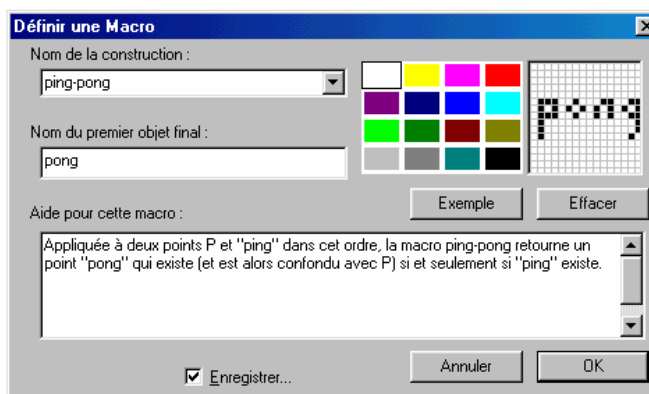 Définir une Macro
Nom de la construction :
ping-pong
Nom du premier objet final :
pong
pong
Exemple
Effacer
Aide pour cette macro :
Appliquée à deux points P et "ping" dans cet ordre, la macro ping-pong retourne un
point "pong" qui existe (et est alors confondu avec P) si et seulement si "ping" existe.
Enregistrer...
Annuler
OK